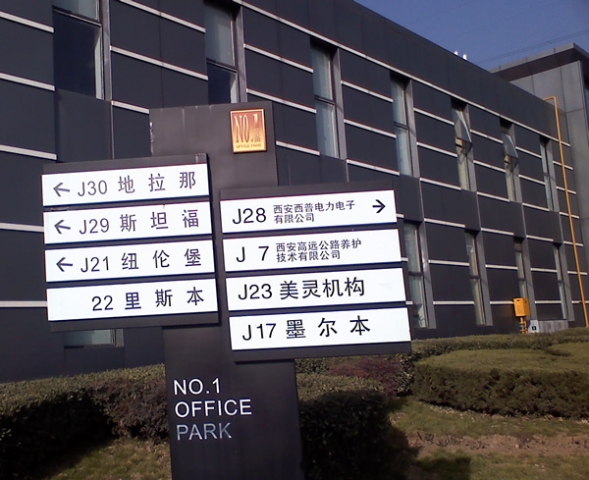 NO.1
OFFICE PARK
← J30 地拉那
← J29 斯坦福
← J21 纽伦堡
22 里斯本
J28 西安西普电力电子 →
有限公司
J 7 西安高远公路养护
技术有限公司
J23 美灵机构
J17 墨尔本
NO.1
OFFICE
PARK